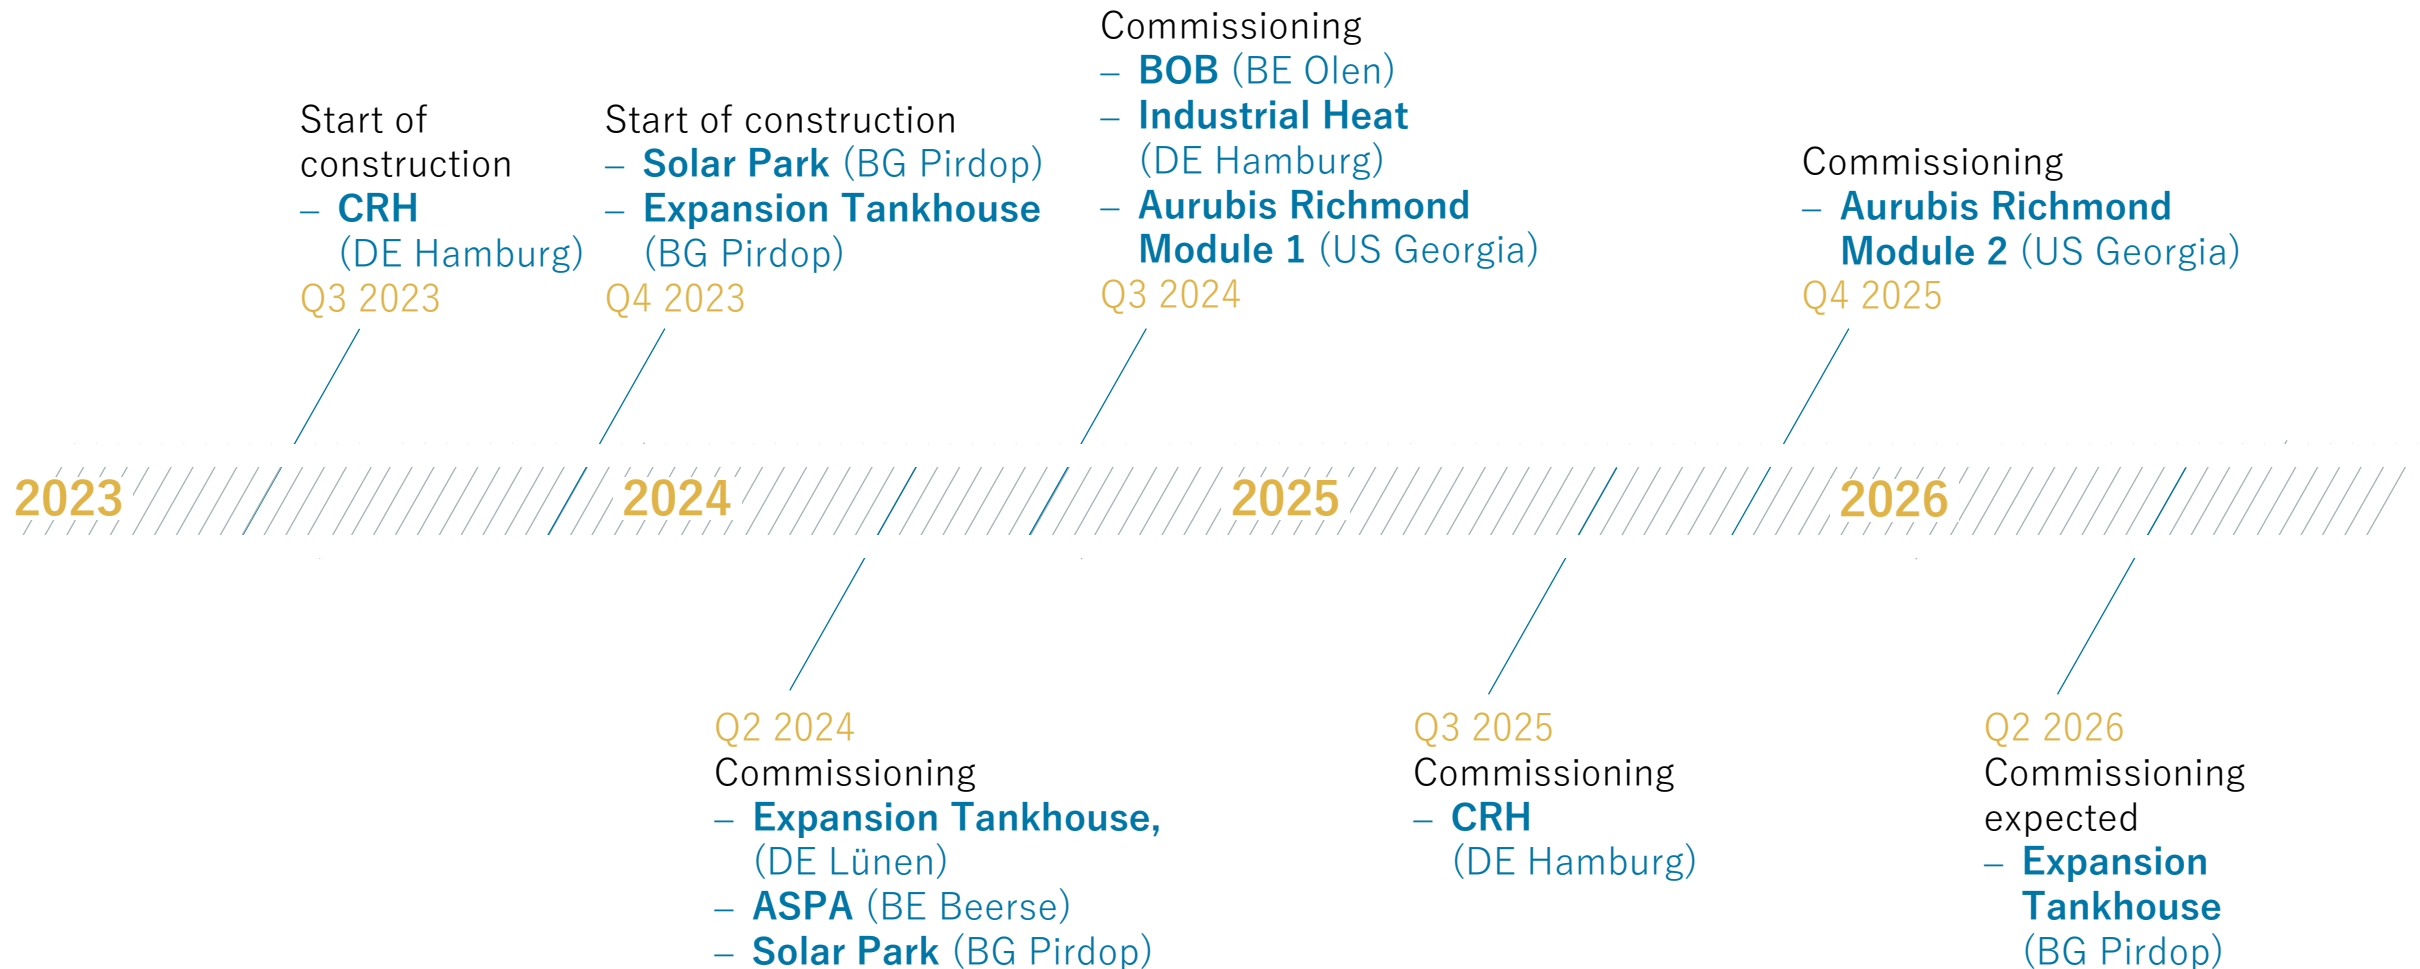 Start of
construction
– CRH
(DE Hamburg)
Q3 2023
Start of construction
– Solar Park (BG Pirdop)
– Expansion Tankhouse
(BG Pirdop)
Q4 2023
Commissioning
– BOB (BE Olen)
– Industrial Heat
(DE Hamburg)
– Aurubis Richmond
Module 1 (US Georgia)
Q3 2024
Commissioning
– Aurubis Richmond
Module 2 (US Georgia)
Q4 2025
2023
2024
2025
2026
Q2 2024
Commissioning
– Expansion Tankhouse,
(DE Lünen)
– ASPA (BE Beerse)
– Solar Park (BG Pirdop)
Q3 2025
Commissioning
– CRH
(DE Hamburg)
Q2 2026
Commissioning
expected
– Expansion
Tankhouse
(BG Pirdop)